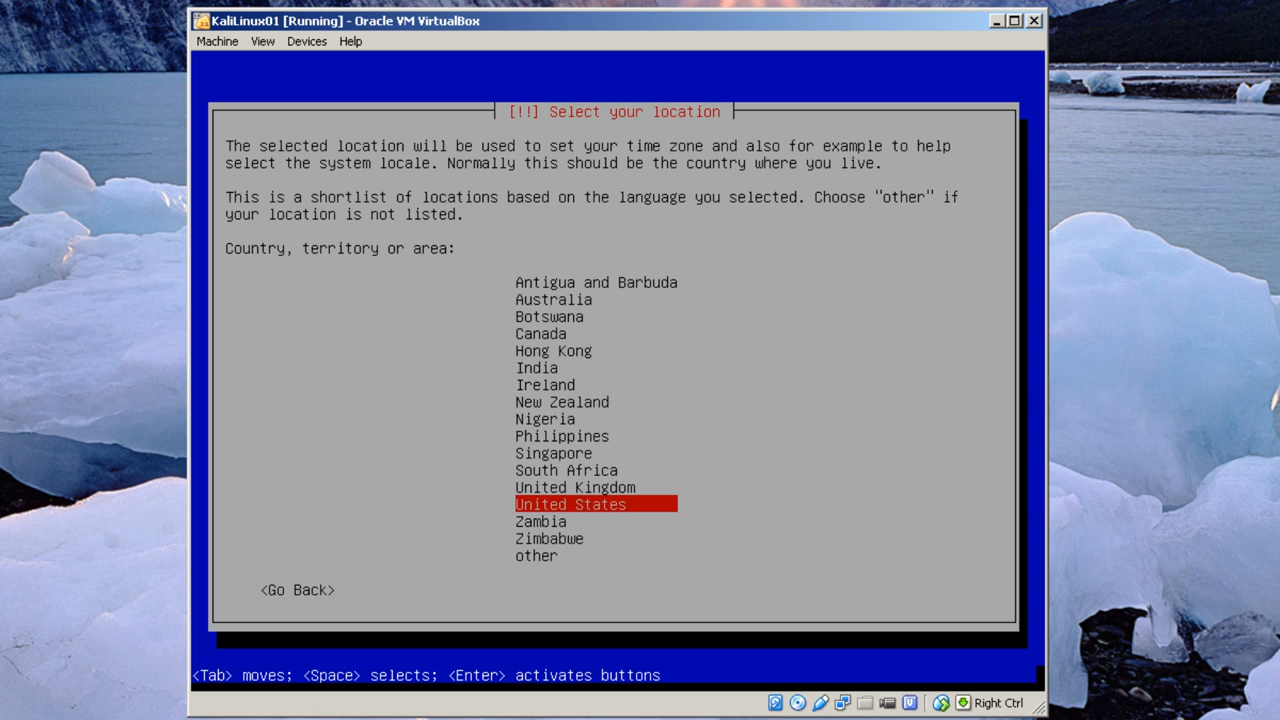 KaliLinux01 [Running] - Oracle VM VirtualBox
Machine View Devices Help
[!!] Select your location
The selected location will be used to set your time zone and also for example to help
select the system locale. Normally this should be the country where you live.
This is a shortlist of locations based on the language you selected. Choose "other" if
your location is not listed.
Country, territory or area:
Antigua and Barbuda
Australia
Botswana
Canada
Hong Kong
India
Ireland
New Zealand
Nigeria
Philippines
Singapore
South Africa
United Kingdom
United States
Zambia
Zimbabwe
other
<Go Back>
<Tab> moves; <Space> selects; <Enter> activates buttons
Right Ctrl